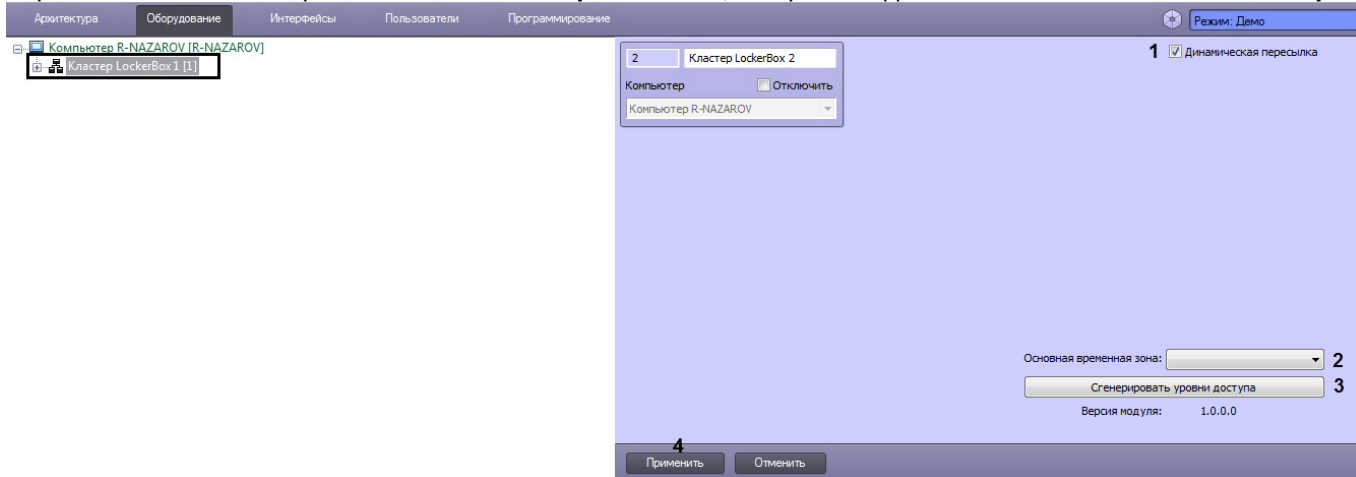 Архитектура Оборудование Интерфейсы Пользователи Программирование Режим: Демо
Компьютер R-NAZAROV [R-NAZAROV]
Кластер LockerBox 1 [1]
2 Кластер LockerBox 2
Компьютер Отключить
Компьютер R-NAZAROV
1 Динамическая пересылка
Основная временная зона: 2
Сгенерировать уровни доступа 3
Версия модуля: 1.0.0.0
4
Применить Отменить